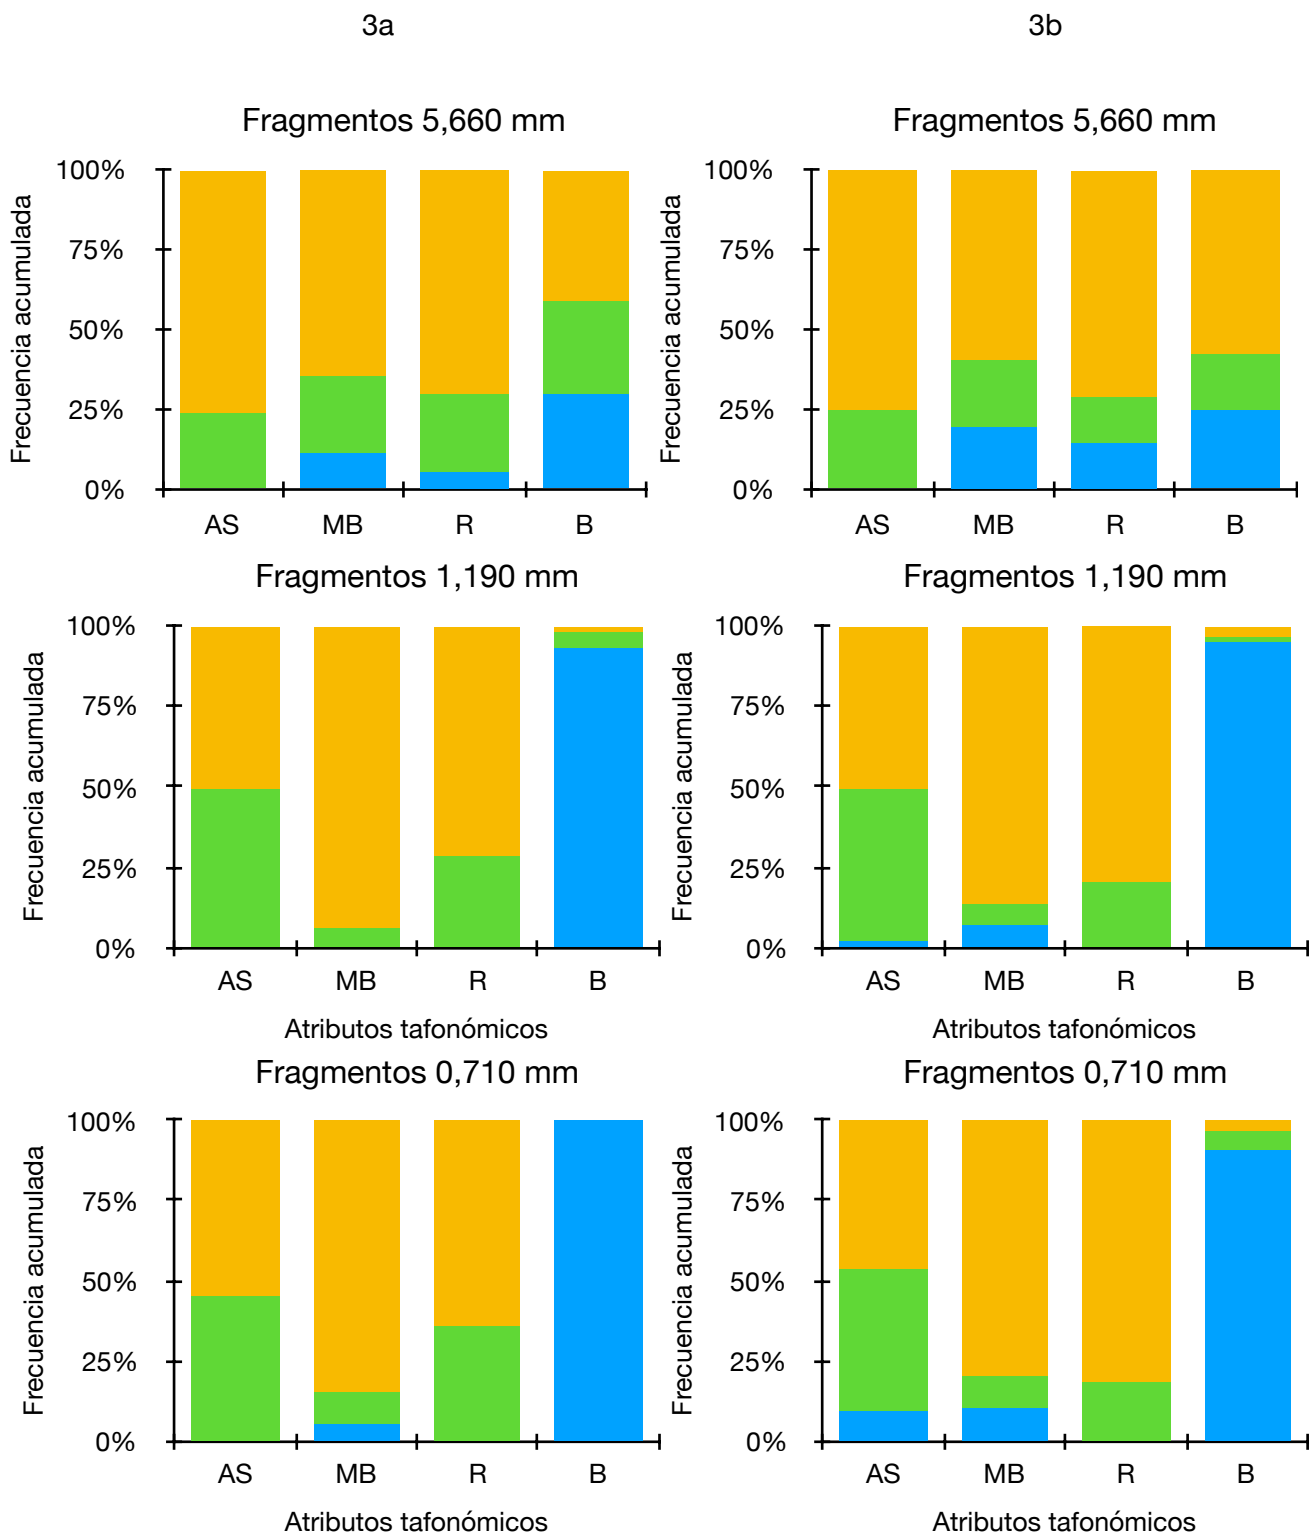 3a
3b
Fragmentos 5,660 mm
Frecuencia acumulada
100%
75%
50%
25%
0%
AS MB R B
Fragmentos 5,660 mm
Frecuencia acumulada
100%
75%
50%
25%
0%
AS MB R B
Fragmentos 1,190 mm
Frecuencia acumulada
100%
75%
50%
25%
0%
AS MB R B
Atributos tafonómicos
Fragmentos 1,190 mm
Frecuencia acumulada
100%
75%
50%
25%
0%
AS MB R B
Atributos tafonómicos
Fragmentos 0,710 mm
Frecuencia acumulada
100%
75%
50%
25%
0%
AS MB R B
Atributos tafonómicos
Fragmentos 0,710 mm
Frecuencia acumulada
100%
75%
50%
25%
0%
AS MB R B
Atributos tafonómicos